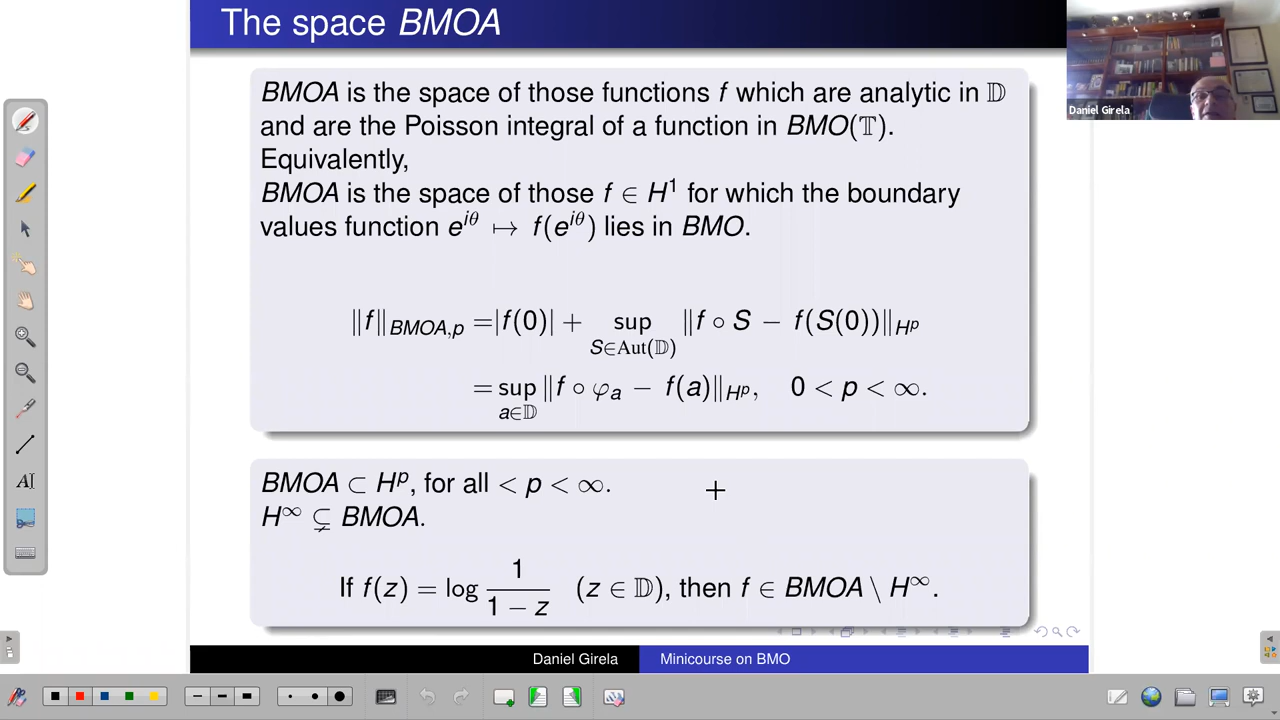 The space BMOA
BMOA is the space of those functions f which are analytic in 𝔻
and are the Poisson integral of a function in BMO(𝕋).
Equivalently,
BMOA is the space of those f ∈ H¹ for which the boundary
values function e^{iθ} ↦ f(e^{iθ}) lies in BMO.
‖f‖_{BMOA,p} = |f(0)| + sup_{S∈Aut(𝔻)} ‖f ∘ S − f(S(0))‖_{H^p}
= sup_{a∈𝔻} ‖f ∘ φ_a − f(a)‖_{H^p}, 0 < p < ∞.
BMOA ⊂ H^p, for all < p < ∞.
H^∞ ⊊ BMOA.
If f(z) = log \frac{1}{1 − z} (z ∈ 𝔻), then f ∈ BMOA \ H^∞.
Daniel Girela Minicourse on BMO
Daniel Girela